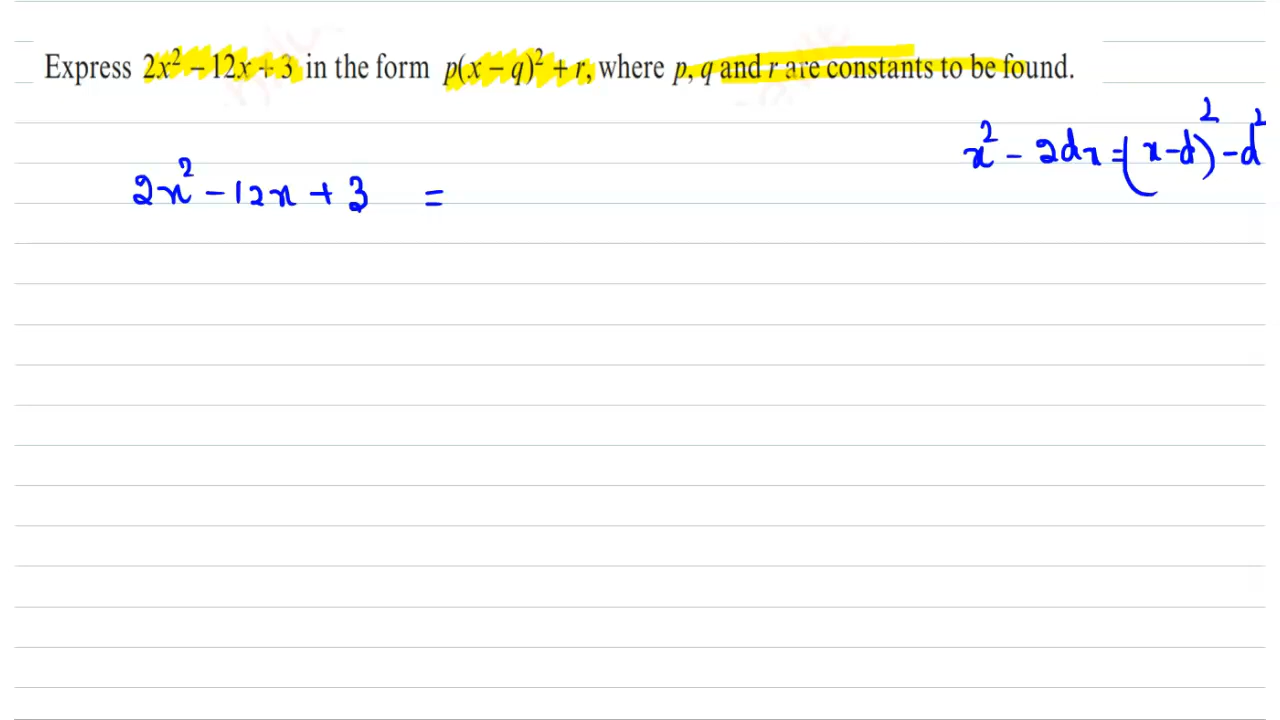 Express 2x² − 12x + 3 in the form p(x − q)² + r, where p, q and r are constants to be found.
x² − 2dx = (x−d)² − d²
2x² − 12x + 3 =